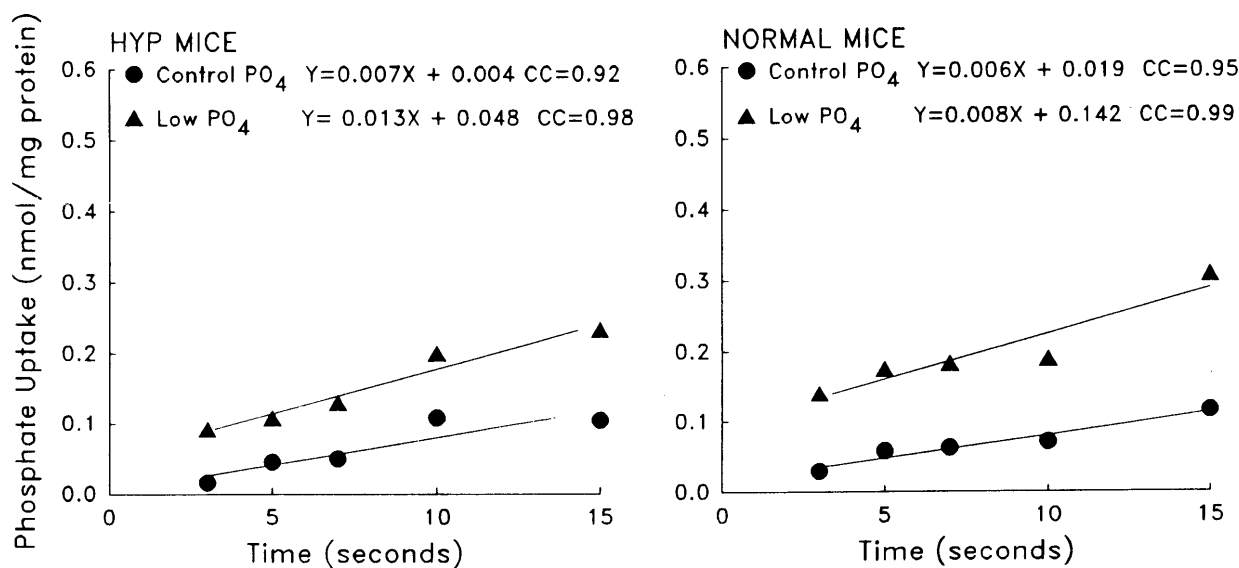 Phosphate Uptake (nmol/mg protein)
HYP MICE
● Control PO4 Y=0.007X + 0.004 CC=0.92
▲ Low PO4 Y= 0.013X + 0.048 CC=0.98
0.6
0.5
0.4
0.3
0.2
0.1
0.0
0 5 10 15
Time (seconds)
NORMAL MICE
● Control PO4 Y=0.006X + 0.019 CC=0.95
▲ Low PO4 Y=0.008X + 0.142 CC=0.99
0.6
0.5
0.4
0.3
0.2
0.1
0.0
0 5 10 15
Time (seconds)